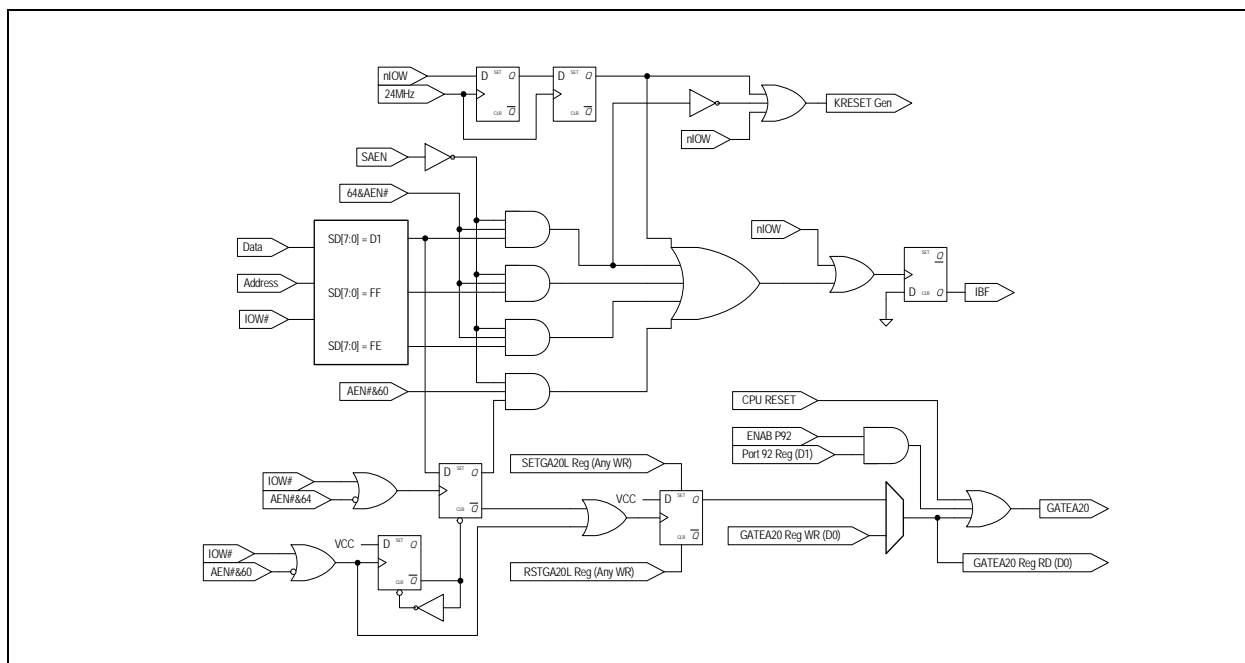 nIOW
24MHz
D SET Q
CLR Q
D SET Q
CLR Q
nIOW
KRESET Gen
SAEN
64&AEN#
Data
Address
IOW#
SD[7:0] = D1
SD[7:0] = FF
SD[7:0] = FE
AEN#&60
nIOW
SET Q
D CLR Q
IBF
CPU RESET
ENAB P92
Port 92 Reg (D1)
GATEA20
IOW#
AEN#&64
D SET Q
CLR Q
SETGA20L Reg (Any WR)
VCC
D SET Q
CLR Q
RSTGA20L Reg (Any WR)
GATEA20 Reg WR (D0)
GATEA20 Reg RD (D0)
IOW#
AEN#&60
VCC
D SET Q
CLR Q